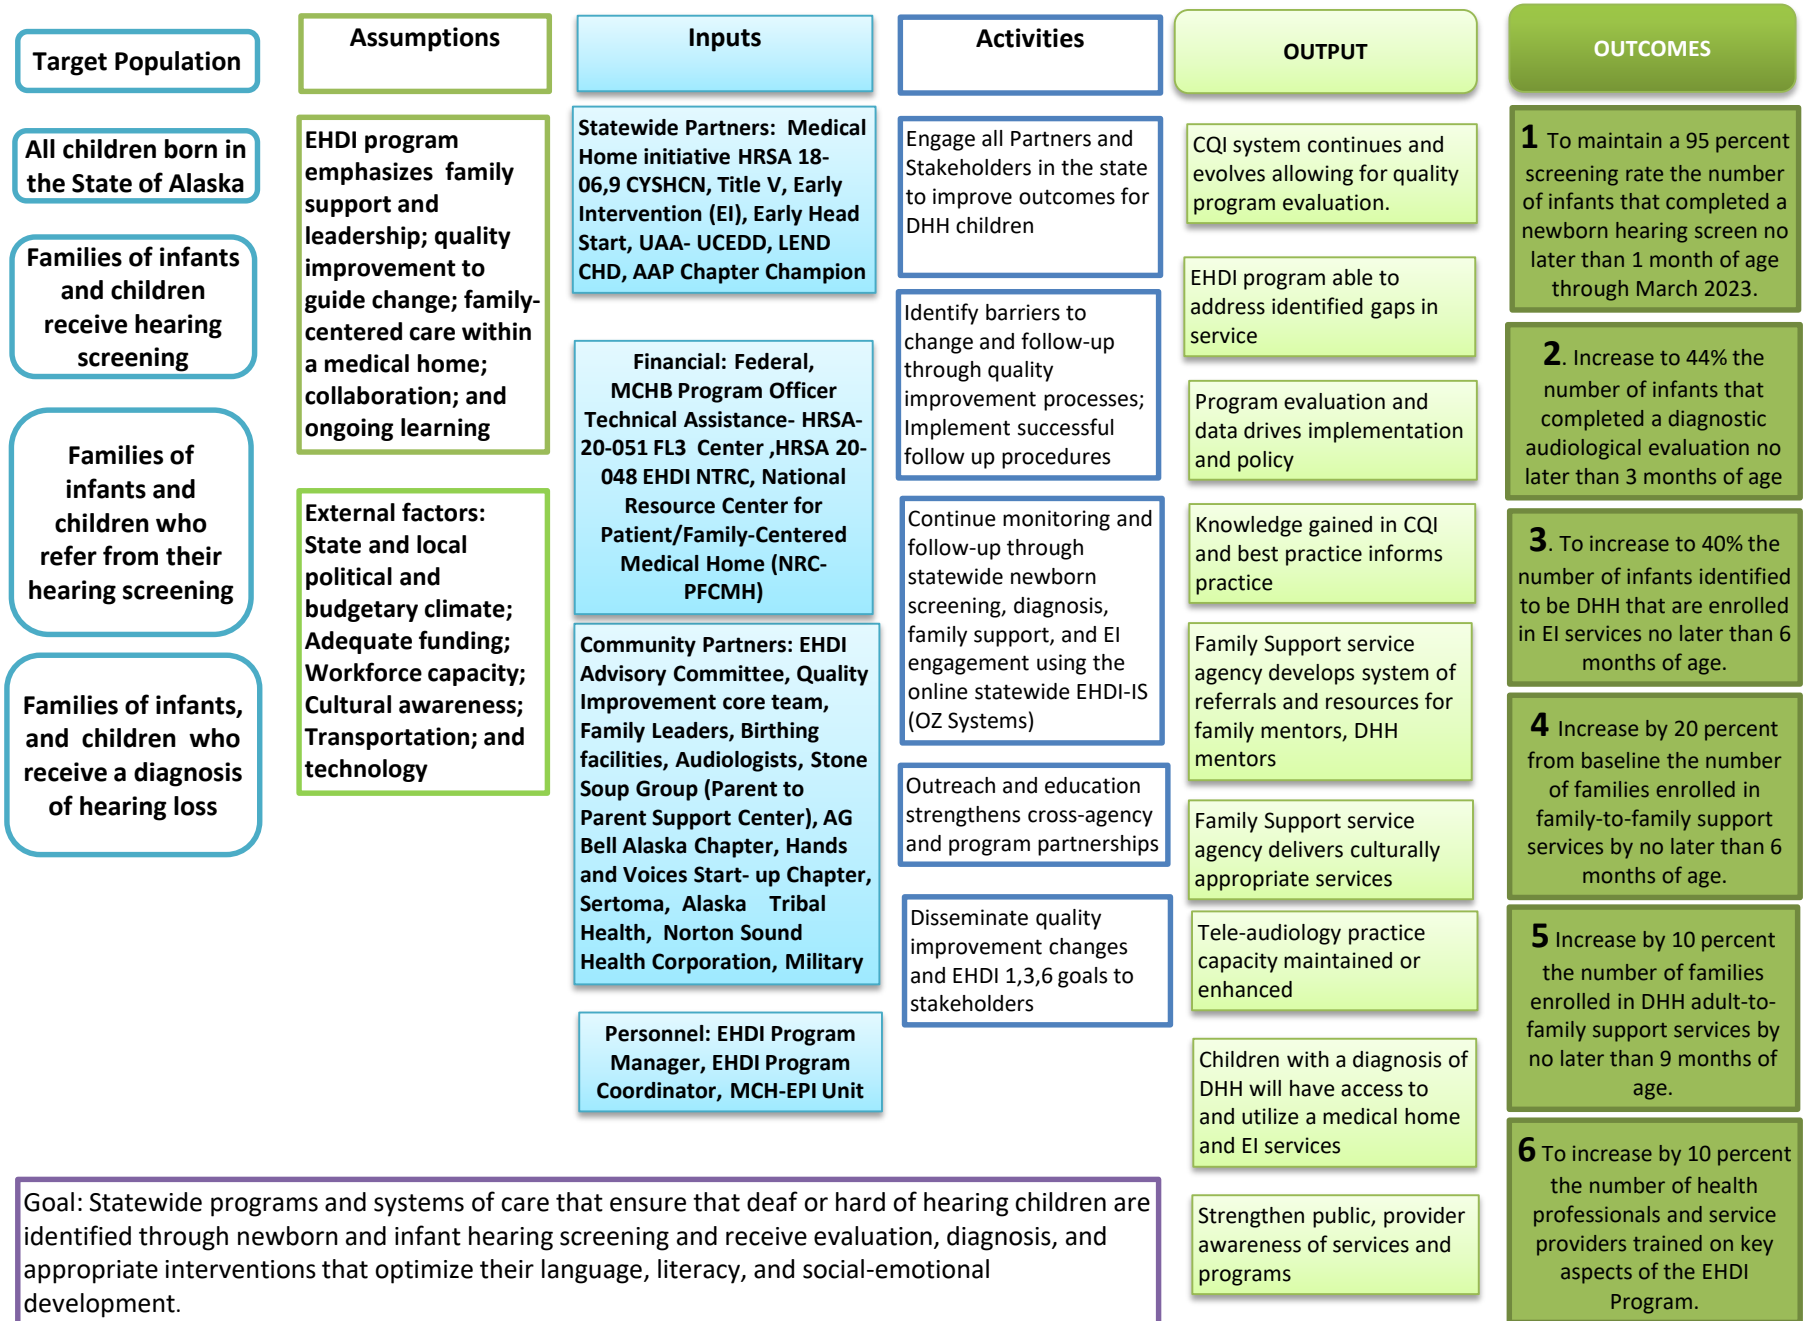 Target Population
All children born in
the State of Alaska
Families of infants
and children
receive hearing
screening
Families of
infants and
children who
refer from their
hearing screening
Families of infants,
and children who
receive a diagnosis
of hearing loss
Assumptions
EHDI program
emphasizes family
support and
leadership; quality
improvement to
guide change; family-
centered care within
a medical home;
collaboration; and
ongoing learning
External factors:
State and local
political and
budgetary climate;
Adequate funding;
Workforce capacity;
Cultural awareness;
Transportation; and
technology
Inputs
Statewide Partners: Medical
Home initiative HRSA 18-
06,9 CYSHCN, Title V, Early
Intervention (EI), Early Head
Start, UAA- UCEDD, LEND
CHD, AAP Chapter Champion
Financial: Federal,
MCHB Program Officer
Technical Assistance- HRSA-
20-051 FL3 Center ,HRSA 20-
048 EHDI NTRC, National
Resource Center for
Patient/Family-Centered
Medical Home (NRC-
PFCMH)
Community Partners: EHDI
Advisory Committee, Quality
Improvement core team,
Family Leaders, Birthing
facilities, Audiologists, Stone
Soup Group (Parent to
Parent Support Center), AG
Bell Alaska Chapter, Hands
and Voices Start- up Chapter,
Sertoma, Alaska Tribal
Health, Norton Sound
Health Corporation, Military
Personnel: EHDI Program
Manager, EHDI Program
Coordinator, MCH-EPI Unit
Activities
Engage all Partners and
Stakeholders in the state
to improve outcomes for
DHH children
Identify barriers to
change and follow-up
through quality
improvement processes;
Implement successful
follow up procedures
Continue monitoring and
follow-up through
statewide newborn
screening, diagnosis,
family support, and EI
engagement using the
online statewide EHDI-IS
(OZ Systems)
Outreach and education
strengthens cross-agency
and program partnerships
Disseminate quality
improvement changes
and EHDI 1,3,6 goals to
stakeholders
OUTPUT
CQI system continues and
evolves allowing for quality
program evaluation.
EHDI program able to
address identified gaps in
service
Program evaluation and
data drives implementation
and policy
Knowledge gained in CQI
and best practice informs
practice
Family Support service
agency develops system of
referrals and resources for
family mentors, DHH
mentors
Family Support service
agency delivers culturally
appropriate services
Tele-audiology practice
capacity maintained or
enhanced
Children with a diagnosis of
DHH will have access to
and utilize a medical home
and EI services
Strengthen public, provider
awareness of services and
programs
OUTCOMES
1 To maintain a 95 percent
screening rate the number
of infants that completed a
newborn hearing screen no
later than 1 month of age
through March 2023.
2. Increase to 44% the
number of infants that
completed a diagnostic
audiological evaluation no
later than 3 months of age
3. To increase to 40% the
number of infants identified
to be DHH that are enrolled
in EI services no later than 6
months of age.
4 Increase by 20 percent
from baseline the number
of families enrolled in
family-to-family support
services by no later than 6
months of age.
5 Increase by 10 percent
the number of families
enrolled in DHH adult-to-
family support services by
no later than 9 months of
age.
6 To increase by 10 percent
the number of health
professionals and service
providers trained on key
aspects of the EHDI
Program.
Goal: Statewide programs and systems of care that ensure that deaf or hard of hearing children are
identified through newborn and infant hearing screening and receive evaluation, diagnosis, and
appropriate interventions that optimize their language, literacy, and social-emotional
development.